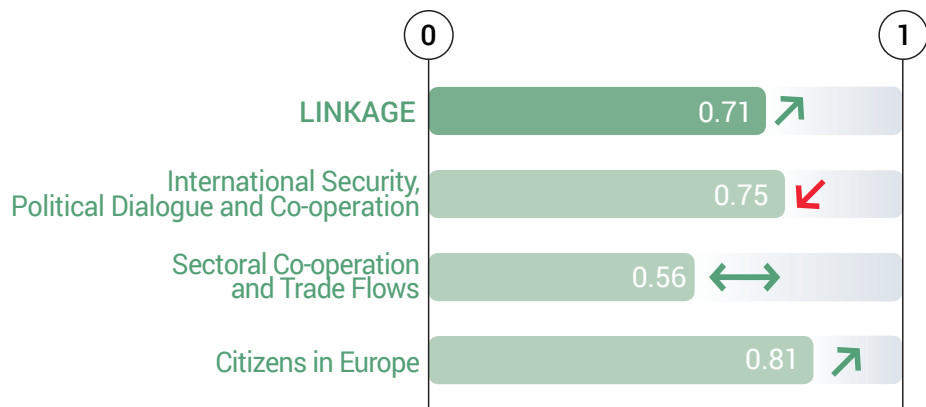 0 1
LINKAGE 0.71
International Security,
Political Dialogue and Co-operation 0.75
Sectoral Co-operation
and Trade Flows 0.56
Citizens in Europe 0.81